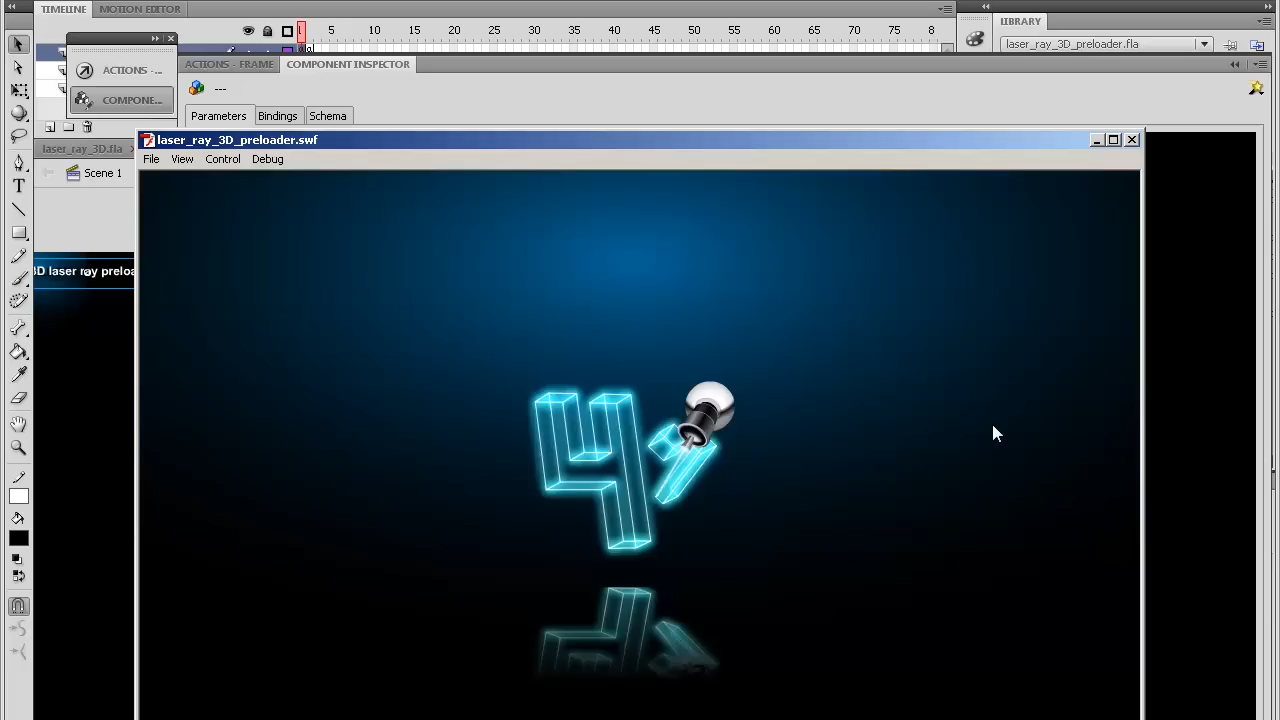 TIMELINE MOTION EDITOR
LIBRARY
5 10 15 20 25 30 35 40 45 50 55 60 65 70 75 8
laser_ray_3D_preloader.fla
ACTIONS - FRAME COMPONENT INSPECTOR
ACTIONS -...
---
COMPONE...
Parameters Bindings Schema
laser_ray_3D_preloader.swf
laser_ray_3D.fla
File View Control Debug
Scene 1
3D laser ray preloa
4